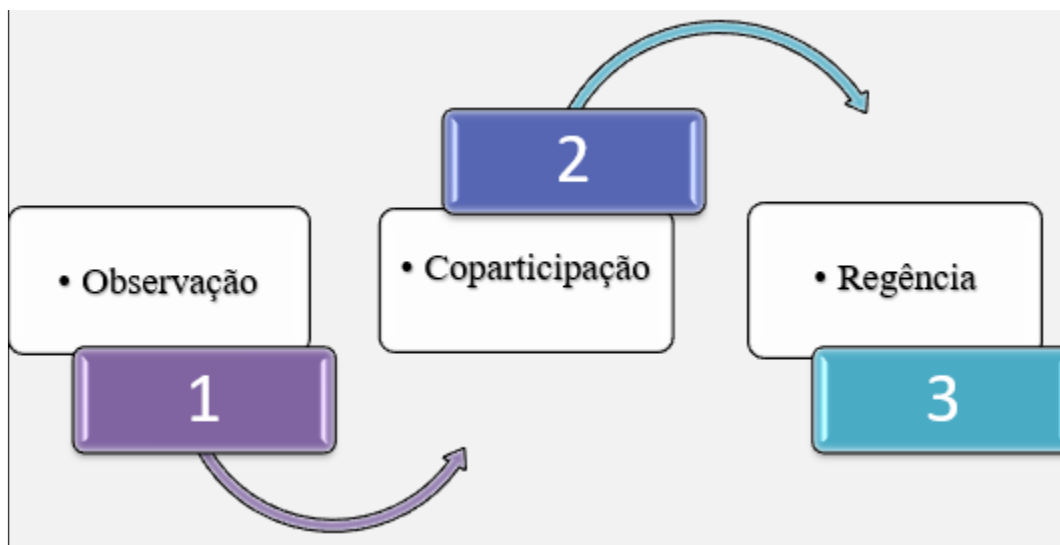 • Observação
1
2
• Coparticipação
• Regência
3